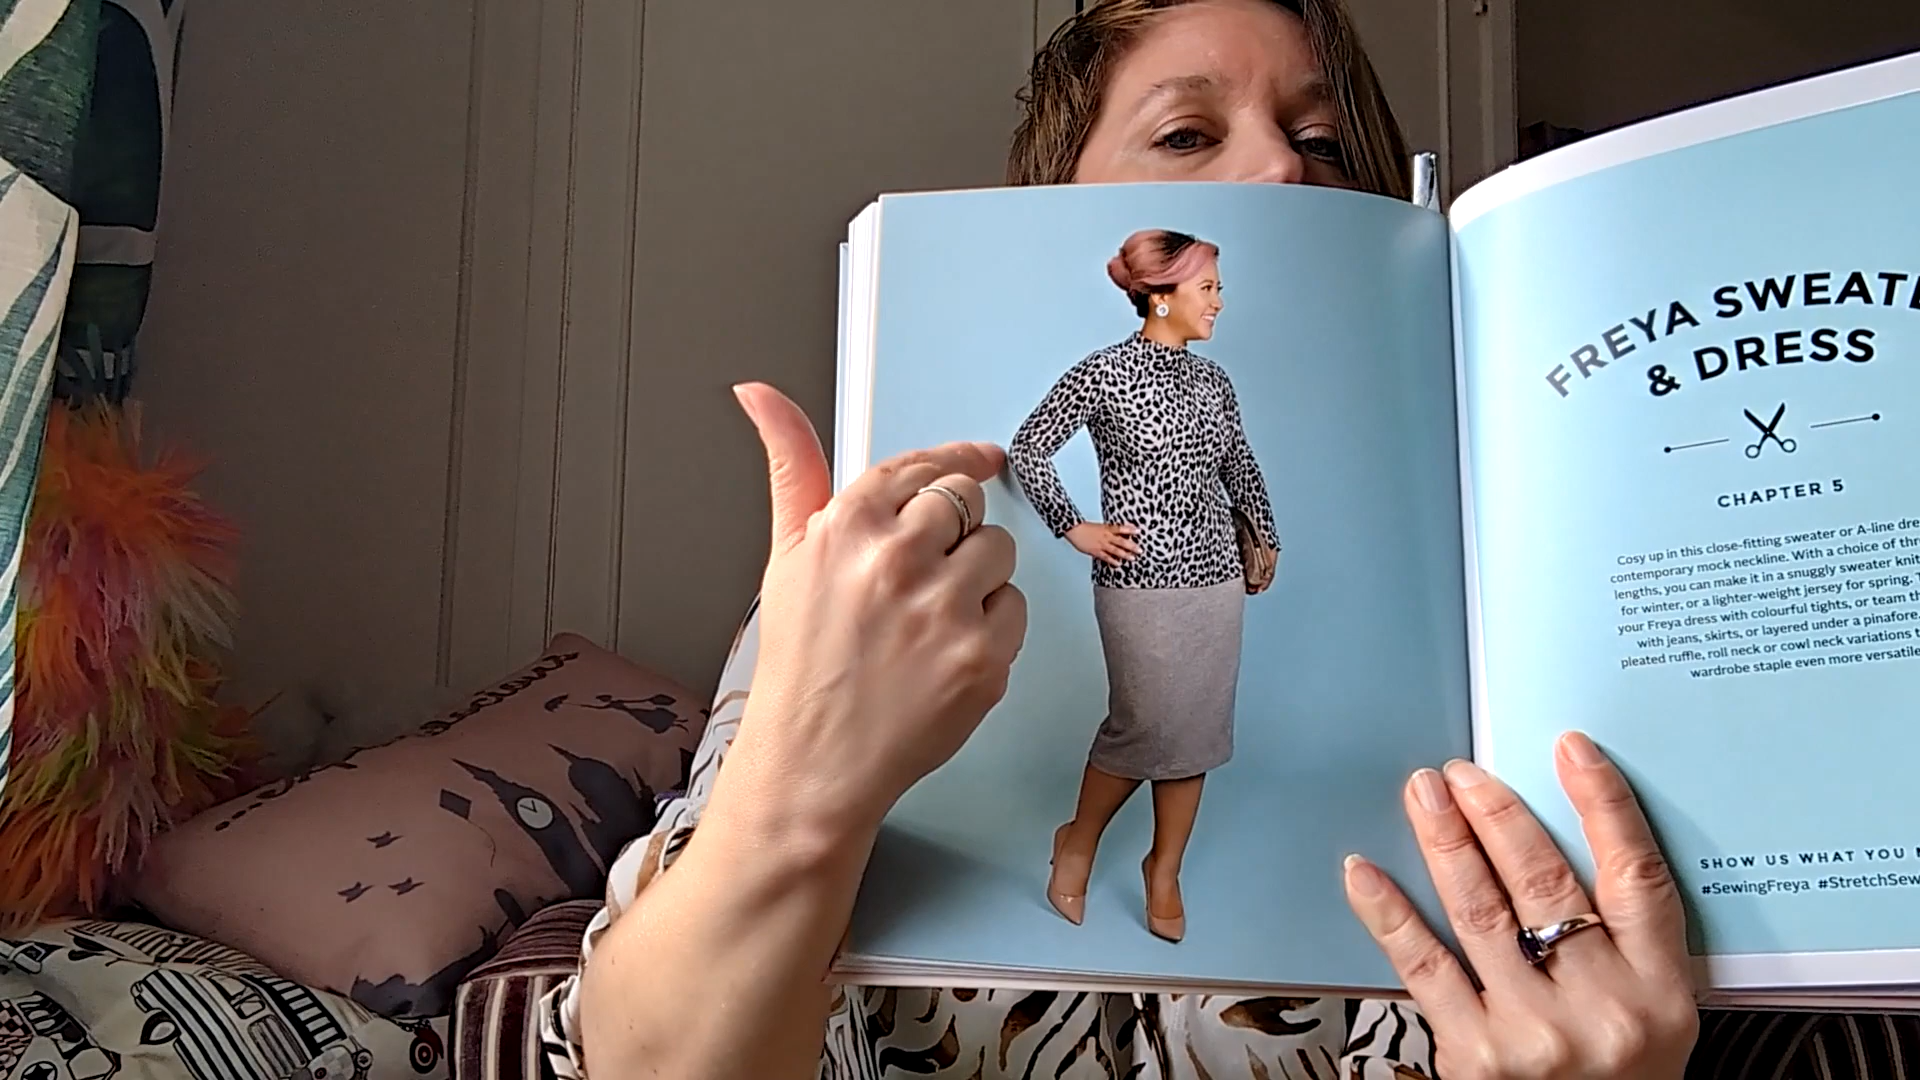 FREYA SWEATE
& DRESS
CHAPTER 5
Cosy up in this close-fitting sweater or A-line dre
contemporary mock neckline. With a choice of thr
lengths, you can make it in a snuggly sweater knit
for winter, or a lighter-weight jersey for spring. T
your Freya dress with colourful tights, or team th
with jeans, skirts, or layered under a pinafore.
pleated ruffle, roll neck or cowl neck variations t
wardrobe staple even more versatile
SHOW US WHAT YOU M
#SewingFreya #StretchSew